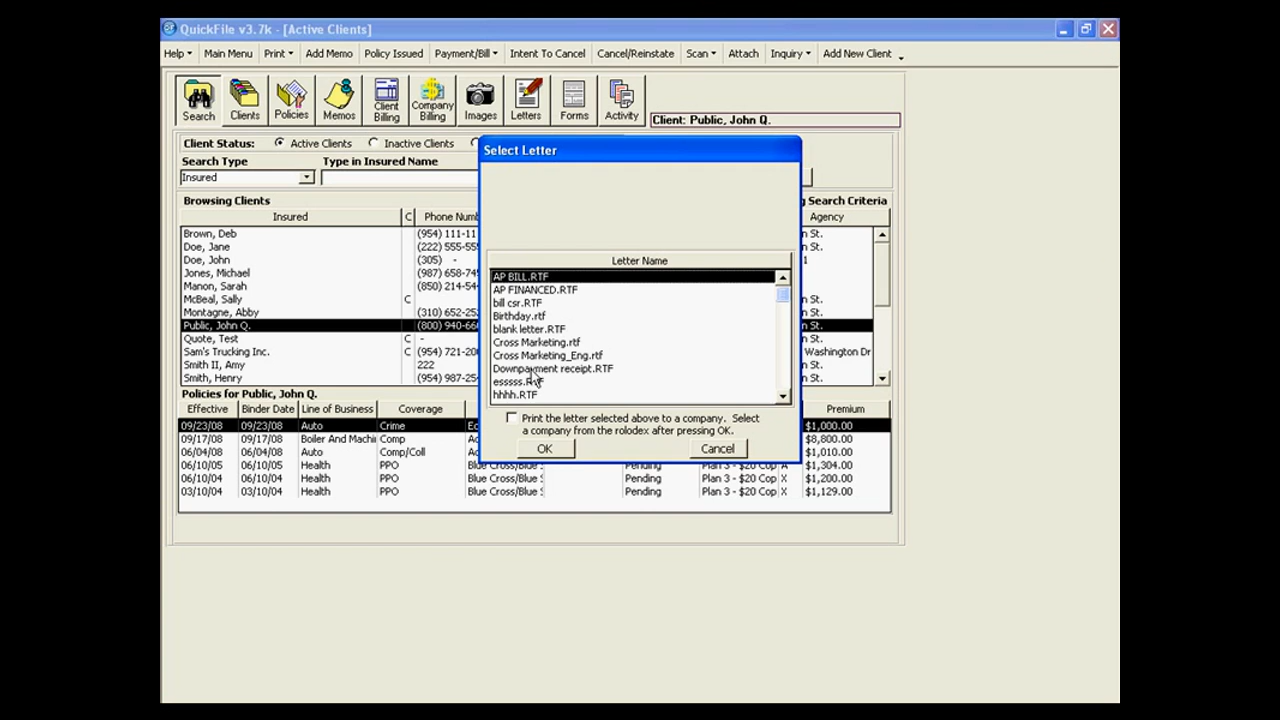 QuickFile v3.7k - [Active Clients]
Help Main Menu Print Add Memo Policy Issued Payment/Bill Intent To Cancel Cancel/Reinstate Scan Attach Inquiry Add New Client
Search Clients Policies Memos Client Billing Company Billing Images Letters Forms Activity
Client: Public, John Q.
Client Status: Active Clients Inactive Clients
Search Type Type in Insured Name
Insured
Browsing Clients g Search Criteria
Insured C Phone Numb Agency
Brown, Deb (954) 111-11 n St.
Doe, Jane (222) 555-555 n St.
Doe, John (305) - 1
Jones, Michael (987) 658-745 n St.
Manon, Sarah (850) 214-54 n St.
McBeal, Sally C n St.
Montagne, Abby (310) 652-25 n St.
Public, John Q. (800) 940-660 n St.
Quote, Test C - n St.
Sam's Trucking Inc. C (954) 721-20 Washington Dr
Smith II, Amy 222 n St.
Smith, Henry (954) 987-25 n St.
Select Letter
Letter Name
AP BILL.RTF
AP FINANCED.RTF
bill csr.RTF
Birthday.rtf
blank letter.RTF
Cross Marketing.rtf
Cross Marketing_Eng.rtf
Downpayment receipt.RTF
esssss.RTF
hhhh.RTF
Print the letter selected above to a company. Select
a company from the rolodex after pressing OK.
OK Cancel
Policies for Public, John Q.
Effective Binder Date Line of Business Coverage Premium
09/23/08 09/23/08 Auto Crime $1,000.00
09/17/08 09/17/08 Boiler And Machin Comp $8,800.00
06/04/08 06/04/08 Auto Comp/Coll $1,010.00
06/10/05 06/10/05 Health PPO Blue Cross/Blue S Pending Plan 3 - $20 Cop A $1,304.00
06/10/04 06/10/04 Health PPO Blue Cross/Blue S Pending Plan 3 - $20 Cop X $1,200.00
03/10/04 03/10/04 Health PPO Blue Cross/Blue S Pending Plan 3 - $20 Cop X $1,129.00